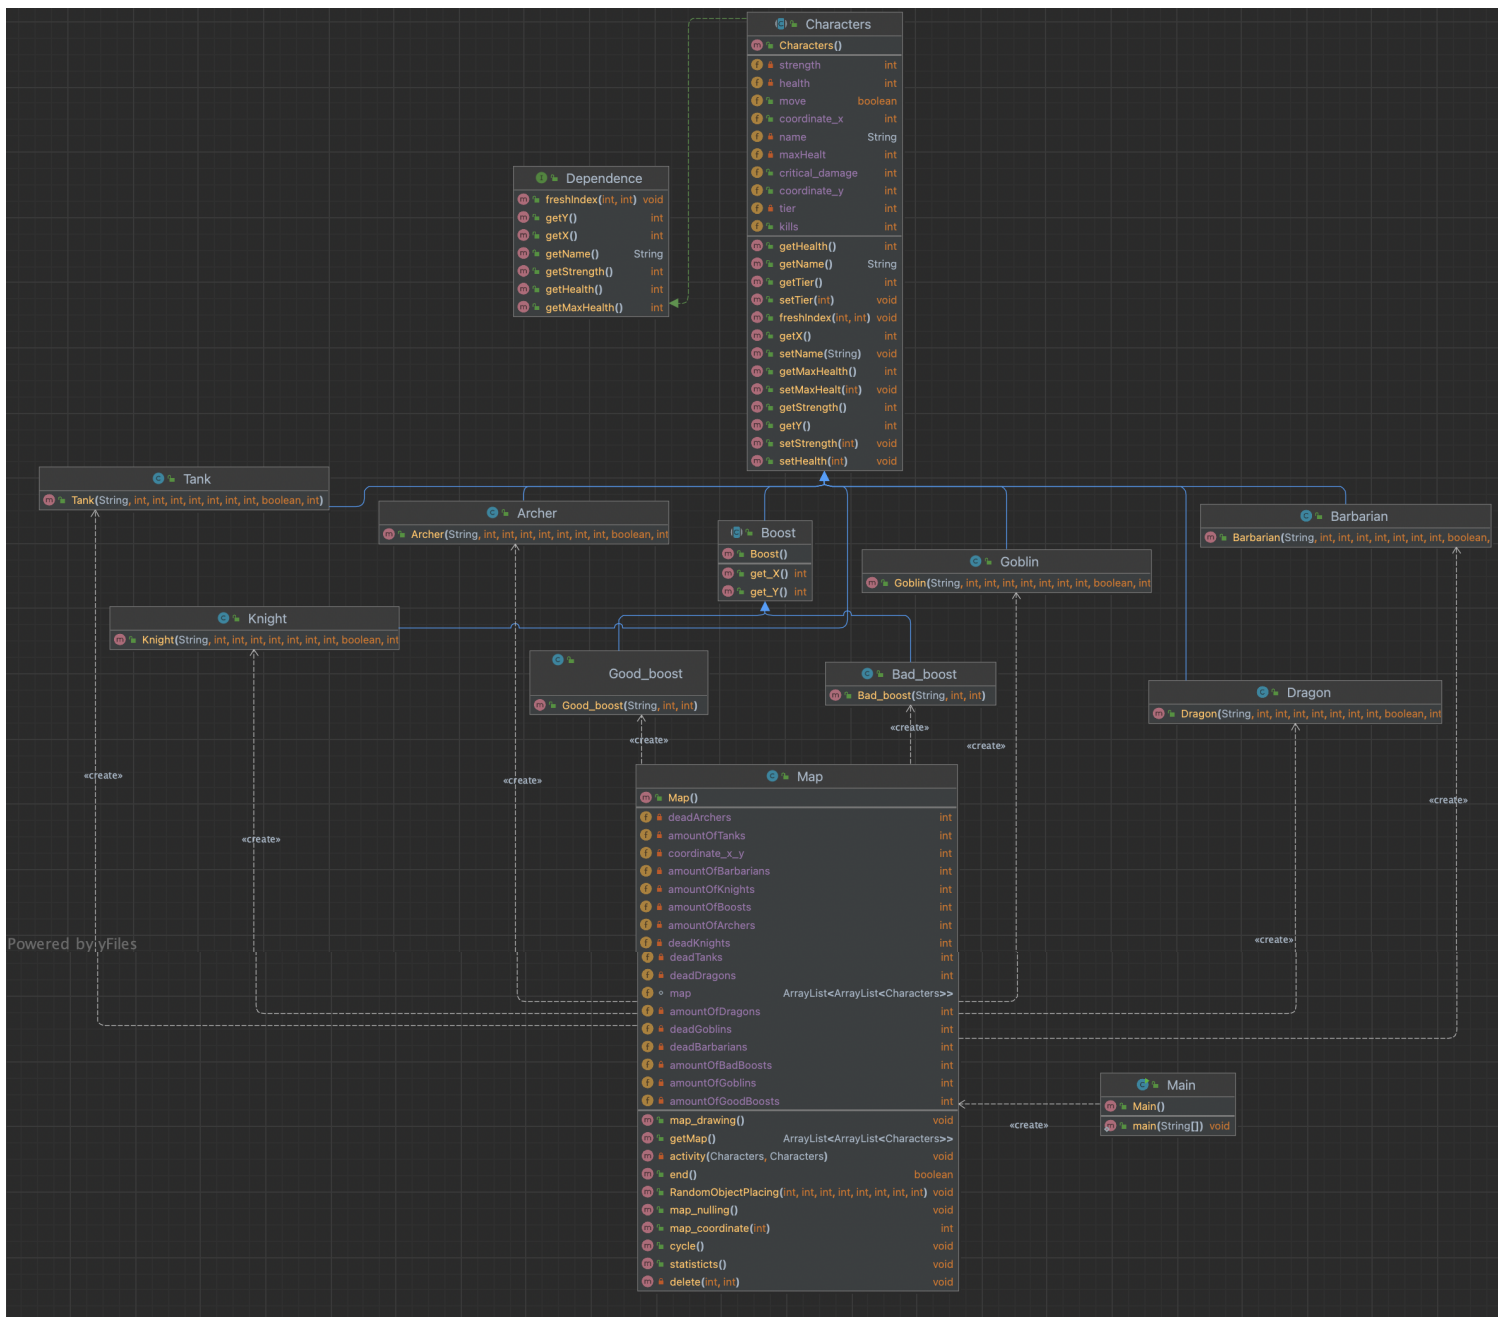 Characters
Characters()
strength int
health int
move boolean
coordinate_x int
name String
maxHealt int
critical_damage int
coordinate_y int
tier int
kills int
getHealth() int
getName() String
getTier() int
setTier(int) void
freshIndex(int, int) void
getX() int
setName(String) void
getMaxHealth() int
setMaxHealt(int) void
getStrength() int
getY() int
setStrength(int) void
setHealth(int) void
Dependence
freshIndex(int, int) void
getY() int
getX() int
getName() String
getStrength() int
getHealth() int
getMaxHealth() int
Tank
Tank(String, int, int, int, int, int, int, int, boolean, int)
Archer
Archer(String, int, int, int, int, int, int, int, boolean, int
Boost
Boost()
get_X() int
get_Y() int
Goblin
Goblin(String, int, int, int, int, int, int, int, boolean, int
Barbarian
Barbarian(String, int, int, int, int, int, int, int, boolean,
Knight
Knight(String, int, int, int, int, int, int, int, boolean, int
Good_boost
Good_boost(String, int, int)
Bad_boost
Bad_boost(String, int, int)
Dragon
Dragon(String, int, int, int, int, int, int, int, boolean, int
«create»
«create»
«create»
«create»
«create»
«create»
«create»
«create»
Powered by yFiles
Map
Map()
deadArchers int
amountOfTanks int
coordinate_x_y int
amountOfBarbarians int
amountOfKnights int
amountOfBoosts int
amountOfArchers int
deadKnights int
deadTanks int
deadDragons int
map ArrayList<ArrayList<Characters>>
amountOfDragons int
deadGoblins int
deadBarbarians int
amountOfBadBoosts int
amountOfGoblins int
amountOfGoodBoosts int
map_drawing() void
getMap() ArrayList<ArrayList<Characters>>
activity(Characters, Characters) void
end() boolean
RandomObjectPlacing(int, int, int, int, int, int, int, int) void
map_nulling() void
map_coordinate(int) int
cycle() void
statisticts() void
delete(int, int) void
Main
Main()
main(String[]) void
«create»